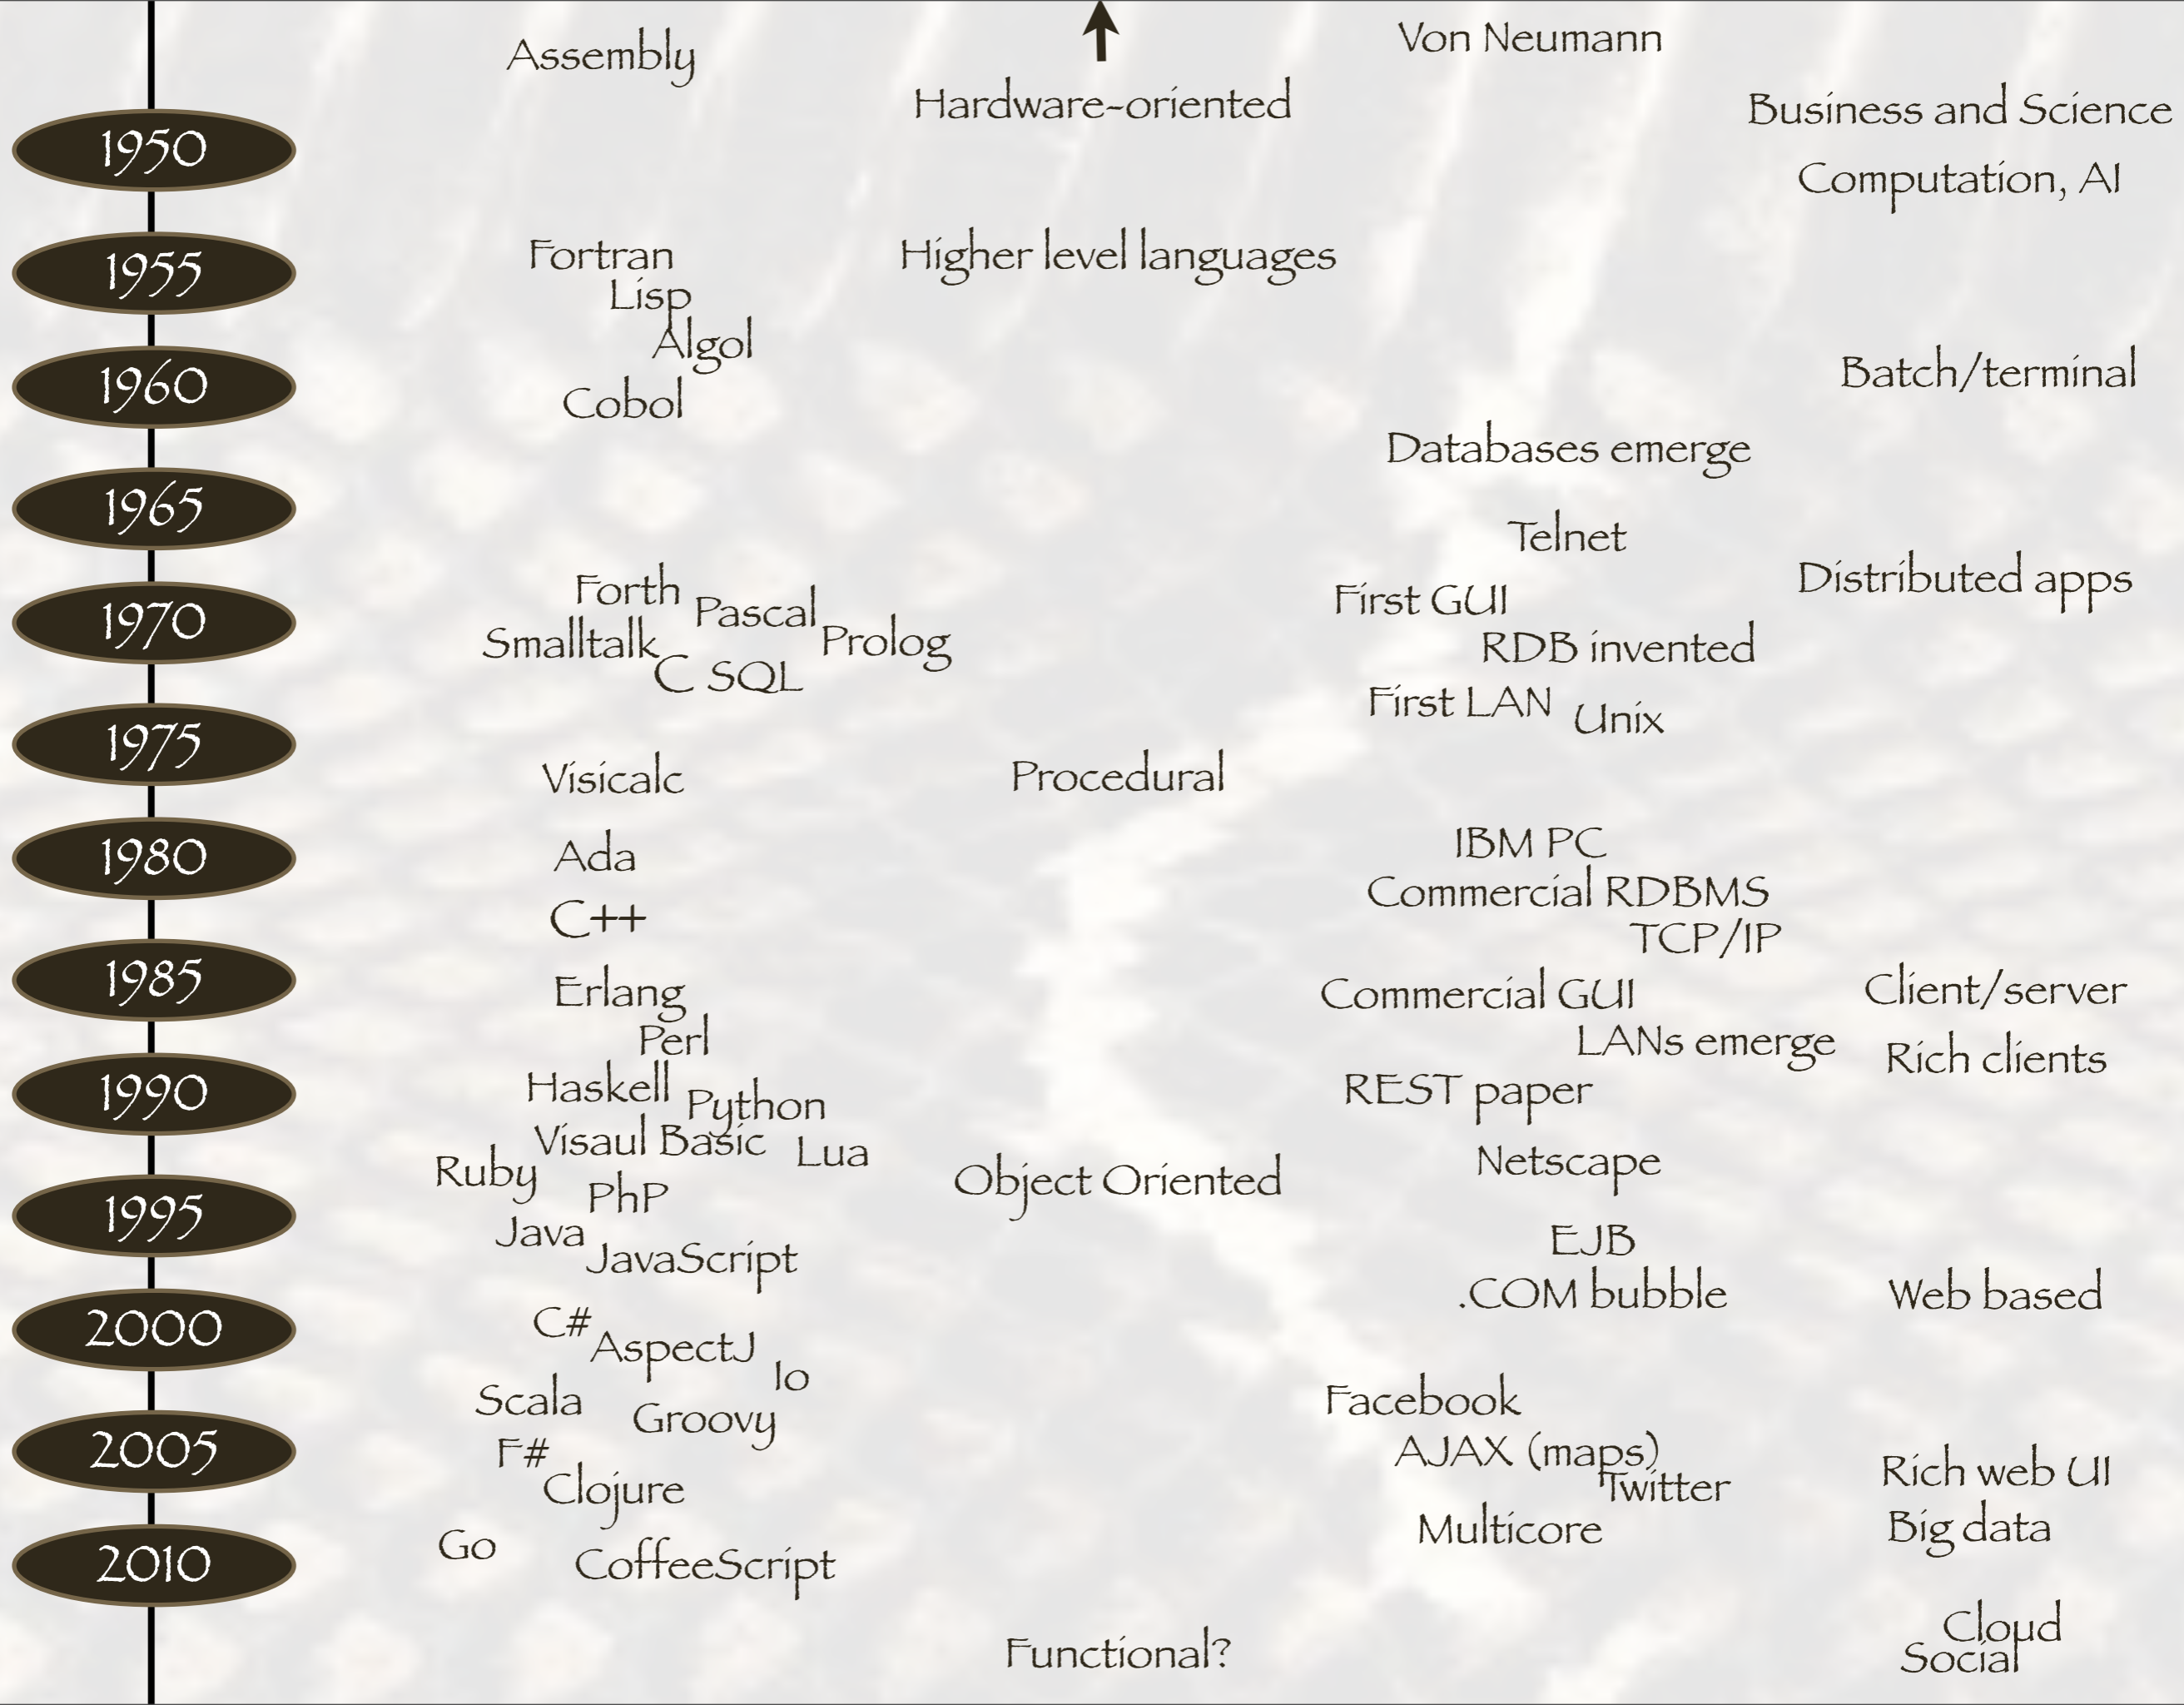 Assembly
Von Neumann
Hardware-oriented
Business and Science
1950
Computation, AI
Fortran
Higher level languages
1955
Lisp
Algol
Batch/terminal
1960
Cobol
Databases emerge
1965
Telnet
Distributed apps
Forth
First GUI
Pascal
1970
Smalltalk
Prolog
RDB invented
C SQL
First LAN
Unix
1975
Visicalc
Procedural
IBM PC
1980
Ada
Commercial RDBMS
C++
TCP/IP
1985
Erlang
Commercial GUI
Client/server
Perl
LANs emerge
Rich clients
Haskell
REST paper
1990
Python
Visaul Basic
Lua
Netscape
Ruby
Object Oriented
PhP
1995
Java
EJB
JavaScript
.COM bubble
Web based
C#
2000
AspectJ
Io
Scala
Facebook
Groovy
2005
F#
AJAX (maps)
Rich web UI
Clojure
Twitter
Multicore
Big data
Go
2010
CoffeeScript
Cloud
Functional?
Social